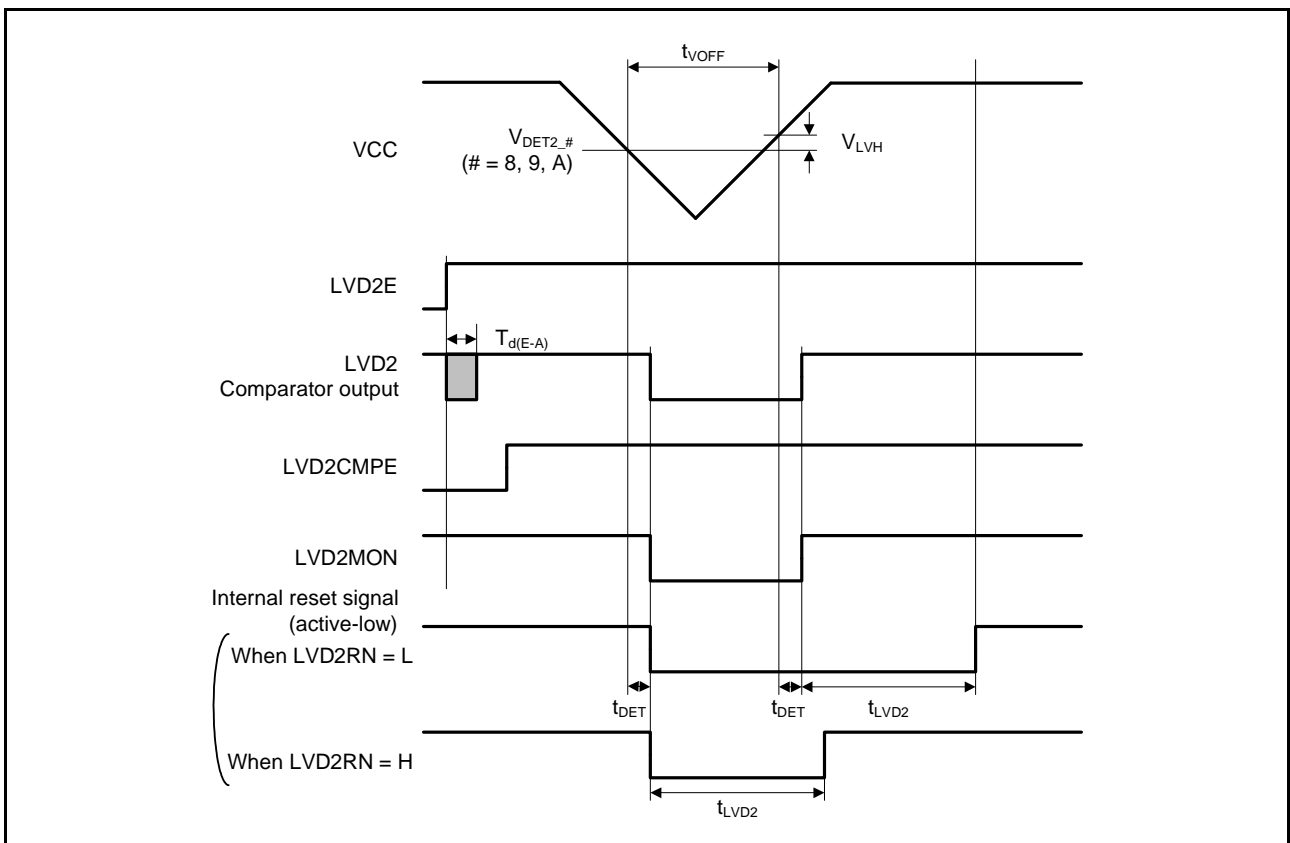 tVOFF
VCC
VDET2_#
(# = 8, 9, A)
VLVH
LVD2E
Td(E-A)
LVD2
Comparator output
LVD2CMPE
LVD2MON
Internal reset signal
(active-low)
When LVD2RN = L
tDET
tDET
tLVD2
When LVD2RN = H
tLVD2